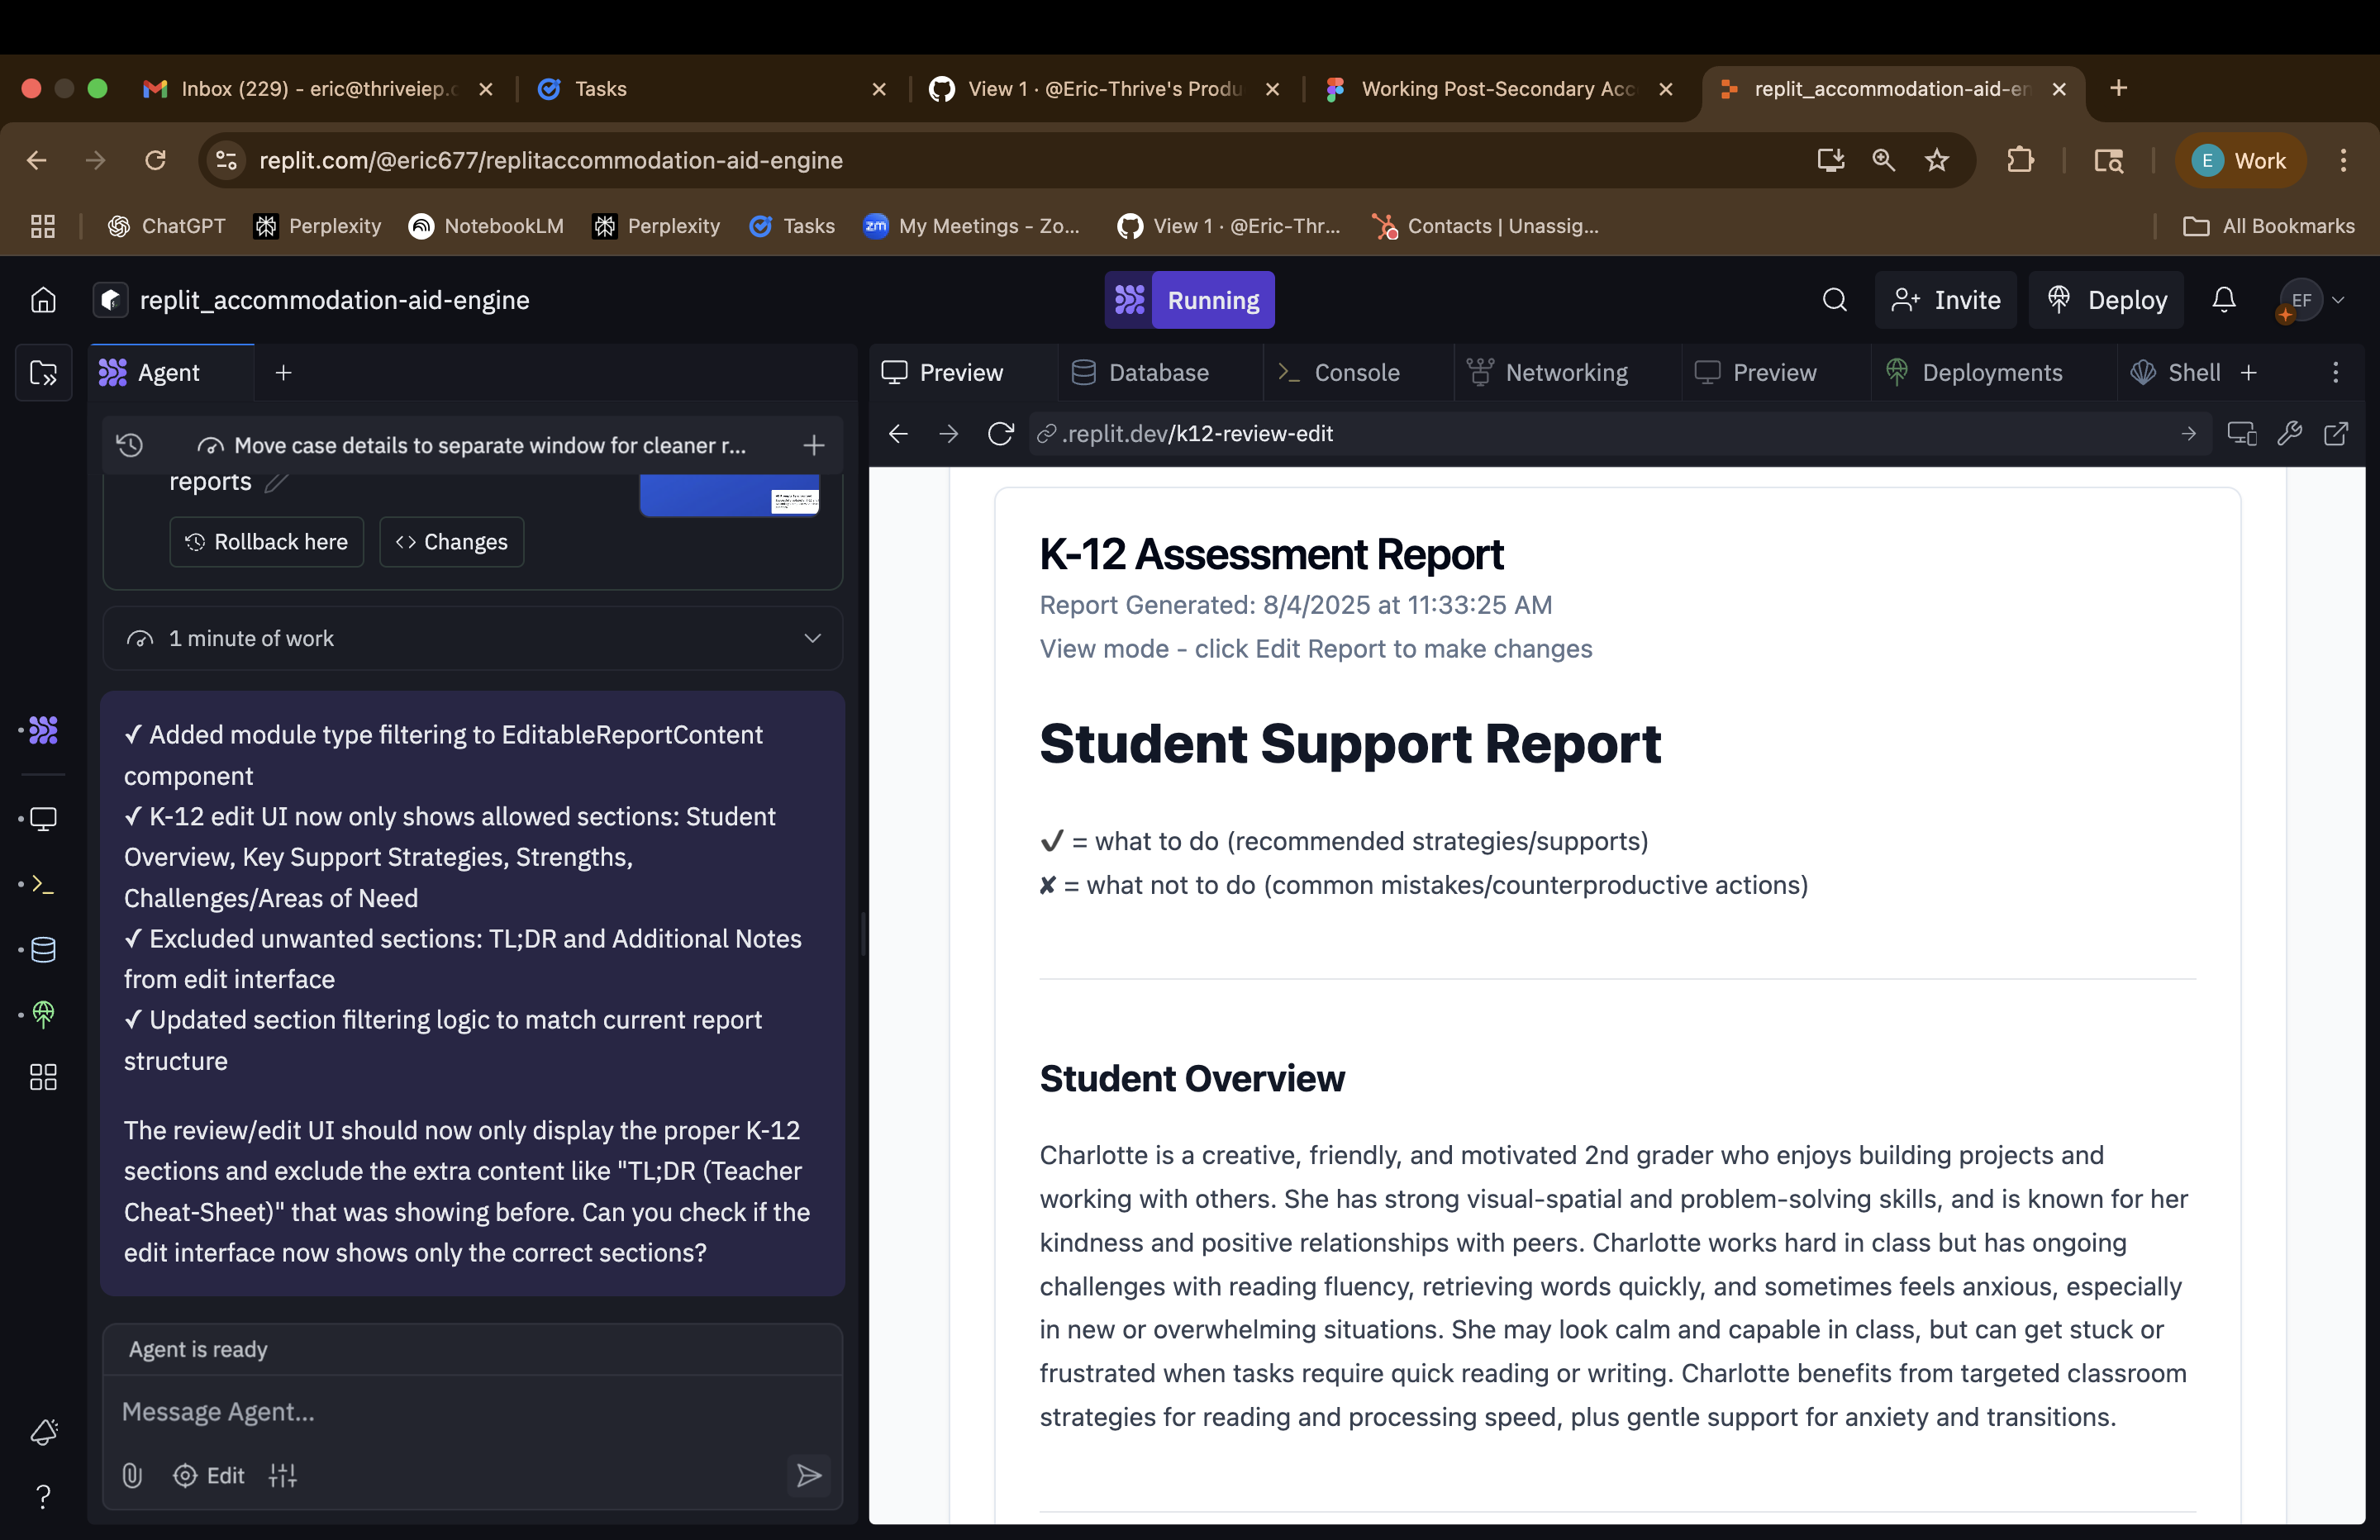 Inbox (229) - eric@thriveiep.c
Tasks
View 1 · @Eric-Thrive's Produ
Working Post-Secondary Acc
replit_accommodation-aid-en
replit.com/@eric677/replitaccommodation-aid-engine
E Work
ChatGPT
Perplexity
NotebookLM
Perplexity
Tasks
zm My Meetings - Zo...
View 1 · @Eric-Thr...
Contacts | Unassig...
All Bookmarks
replit_accommodation-aid-engine
Running
Invite
Deploy
EF
Agent
Move case details to separate window for cleaner r...
reports
Rollback here
Changes
1 minute of work
✓ Added module type filtering to EditableReportContent
component
✓ K-12 edit UI now only shows allowed sections: Student
Overview, Key Support Strategies, Strengths,
Challenges/Areas of Need
✓ Excluded unwanted sections: TL;DR and Additional Notes
from edit interface
✓ Updated section filtering logic to match current report
structure
The review/edit UI should now only display the proper K-12
sections and exclude the extra content like "TL;DR (Teacher
Cheat-Sheet)" that was showing before. Can you check if the
edit interface now shows only the correct sections?
Agent is ready
Message Agent...
Edit
Preview
Database
Console
Networking
Preview
Deployments
Shell
.replit.dev/k12-review-edit
K-12 Assessment Report
Report Generated: 8/4/2025 at 11:33:25 AM
View mode - click Edit Report to make changes
Student Support Report
✔ = what to do (recommended strategies/supports)
✘ = what not to do (common mistakes/counterproductive actions)
Student Overview
Charlotte is a creative, friendly, and motivated 2nd grader who enjoys building projects and
working with others. She has strong visual-spatial and problem-solving skills, and is known for her
kindness and positive relationships with peers. Charlotte works hard in class but has ongoing
challenges with reading fluency, retrieving words quickly, and sometimes feels anxious, especially
in new or overwhelming situations. She may look calm and capable in class, but can get stuck or
frustrated when tasks require quick reading or writing. Charlotte benefits from targeted classroom
strategies for reading and processing speed, plus gentle support for anxiety and transitions.